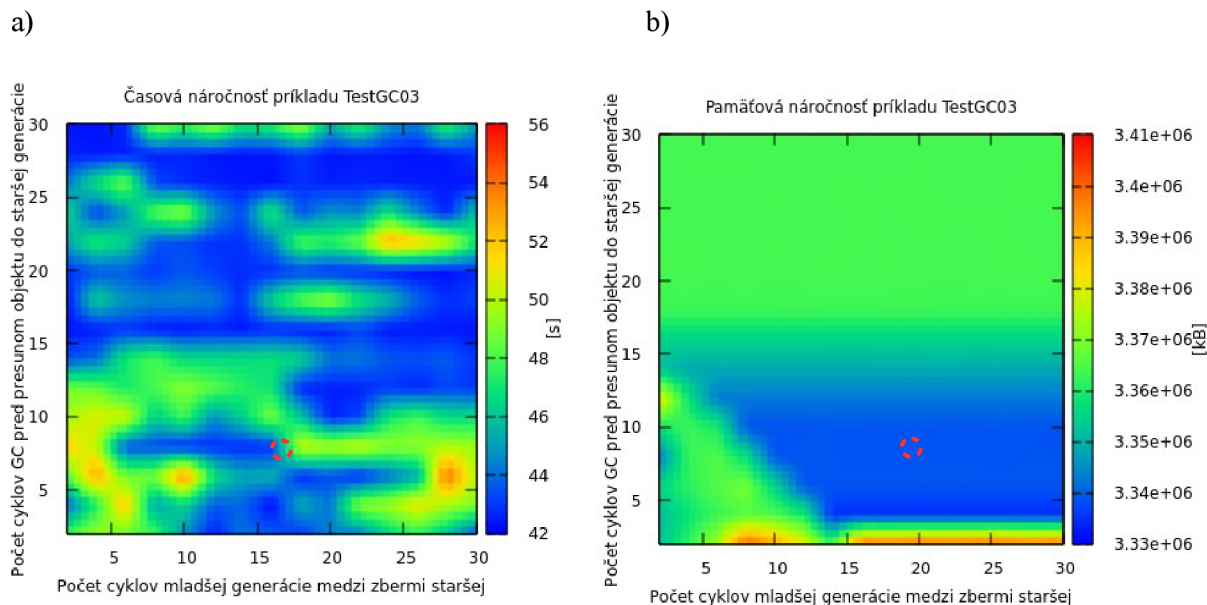 a)
Časová náročnosť príkladu TestGC03
Počet cyklov GC pred presunom objektu do staršej generácie
30
25
20
15
10
5
5 10 15 20 25 30
Počet cyklov mladšej generácie medzi zbermi staršej
56
54
52
50
48
46
44
42
[s]
b)
Pamäťová náročnosť príkladu TestGC03
Počet cyklov GC pred presunom objektu do staršej generácie
30
25
20
15
10
5
5 10 15 20 25 30
Počet cyklov mladšej generácie medzi zbermi staršej
3.41e+06
3.4e+06
3.39e+06
3.38e+06
3.37e+06
3.36e+06
3.35e+06
3.34e+06
3.33e+06
[kB]